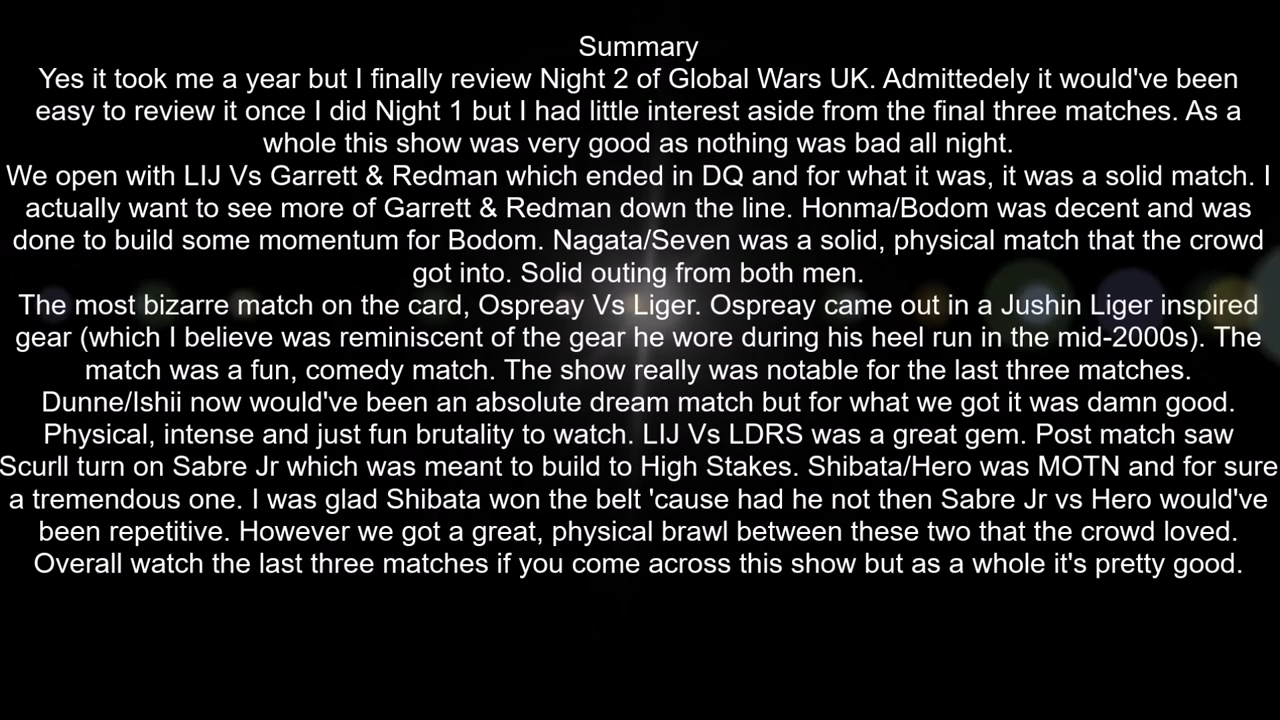 Summary
Yes it took me a year but I finally review Night 2 of Global Wars UK. Admittedely it would've been
easy to review it once I did Night 1 but I had little interest aside from the final three matches. As a
whole this show was very good as nothing was bad all night.
We open with LIJ Vs Garrett & Redman which ended in DQ and for what it was, it was a solid match. I
actually want to see more of Garrett & Redman down the line. Honma/Bodom was decent and was
done to build some momentum for Bodom. Nagata/Seven was a solid, physical match that the crowd
got into. Solid outing from both men.
The most bizarre match on the card, Ospreay Vs Liger. Ospreay came out in a Jushin Liger inspired
gear (which I believe was reminiscent of the gear he wore during his heel run in the mid-2000s). The
match was a fun, comedy match. The show really was notable for the last three matches.
Dunne/Ishii now would've been an absolute dream match but for what we got it was damn good.
Physical, intense and just fun brutality to watch. LIJ Vs LDRS was a great gem. Post match saw
Scurll turn on Sabre Jr which was meant to build to High Stakes. Shibata/Hero was MOTN and for sure
a tremendous one. I was glad Shibata won the belt 'cause had he not then Sabre Jr vs Hero would've
been repetitive. However we got a great, physical brawl between these two that the crowd loved.
Overall watch the last three matches if you come across this show but as a whole it's pretty good.